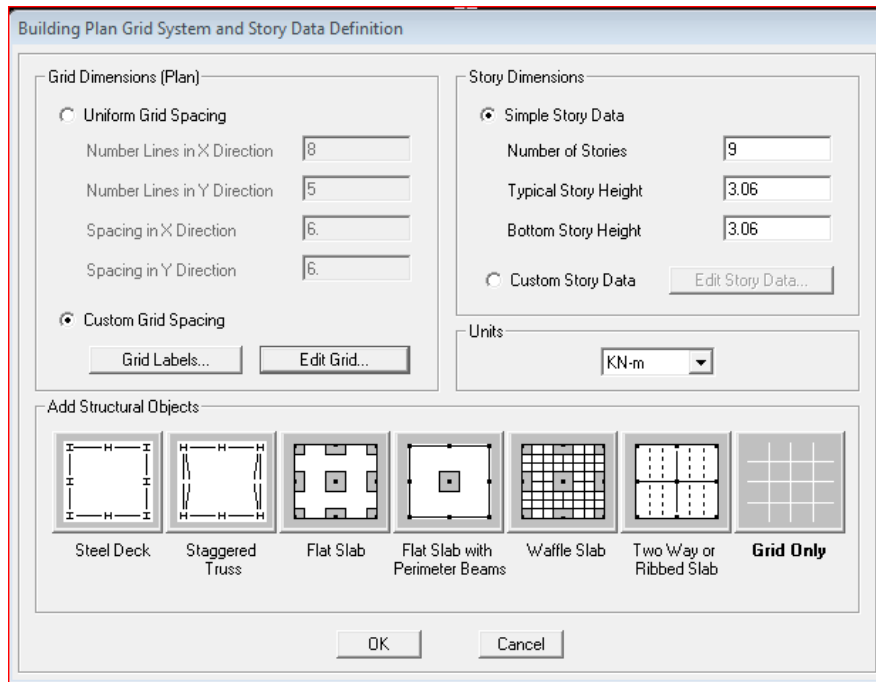 Building Plan Grid System and Story Data Definition
Grid Dimensions (Plan)
Uniform Grid Spacing
Number Lines in X Direction 8
Number Lines in Y Direction 5
Spacing in X Direction 6.
Spacing in Y Direction 6.
Custom Grid Spacing
Grid Labels... Edit Grid...
Story Dimensions
Simple Story Data
Number of Stories 9
Typical Story Height 3.06
Bottom Story Height 3.06
Custom Story Data Edit Story Data...
Units
KN-m
Add Structural Objects
Steel Deck
Staggered
Truss
Flat Slab
Flat Slab with
Perimeter Beams
Waffle Slab
Two Way or
Ribbed Slab
Grid Only
OK Cancel